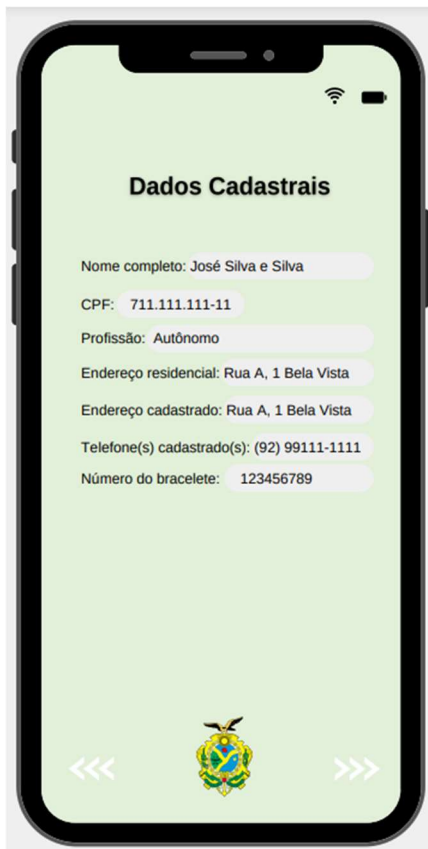 Dados Cadastrais
Nome completo: José Silva e Silva
CPF: 711.111.111-11
Profissão: Autônomo
Endereço residencial: Rua A, 1 Bela Vista
Endereço cadastrado: Rua A, 1 Bela Vista
Telefone(s) cadastrado(s): (92) 99111-1111
Número do bracelete: 123456789
<<< >>>